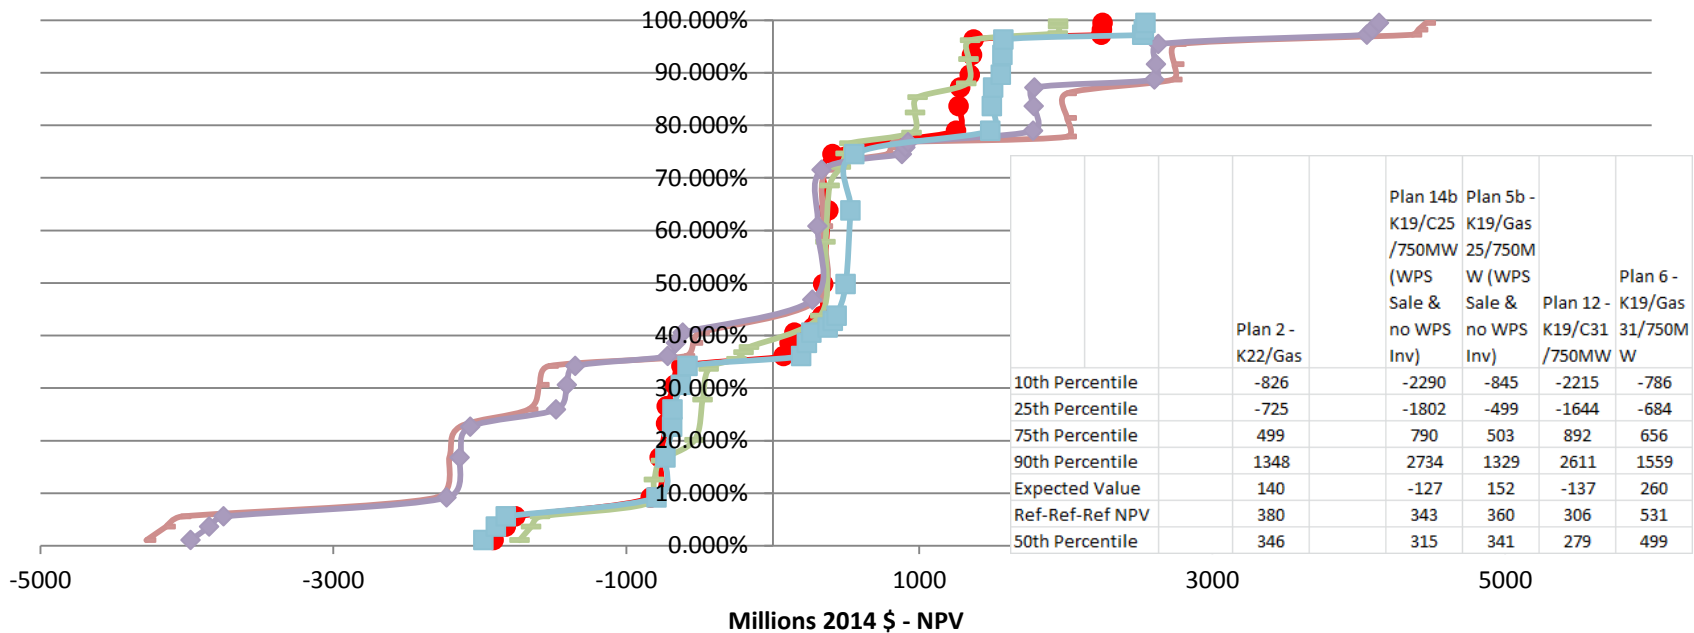 100.000%
90.000%
80.000%
70.000%
60.000%
50.000%
40.000%
30.000%
20.000%
10.000%
0.000%
-5000 -3000 -1000 1000 3000 5000
Millions 2014 $ - NPV
Plan 2 -
K22/Gas
Plan 14b
K19/C25
/750MW
(WPS
Sale &
no WPS
Inv)
Plan 5b -
K19/Gas
25/750M
W (WPS
Sale &
no WPS
Inv)
Plan 12 -
K19/C31
/750MW
Plan 6 -
K19/Gas
31/750M
W
10th Percentile -826 -2290 -845 -2215 -786
25th Percentile -725 -1802 -499 -1644 -684
75th Percentile 499 790 503 892 656
90th Percentile 1348 2734 1329 2611 1559
Expected Value 140 -127 152 -137 260
Ref-Ref-Ref NPV 380 343 360 306 531
50th Percentile 346 315 341 279 499